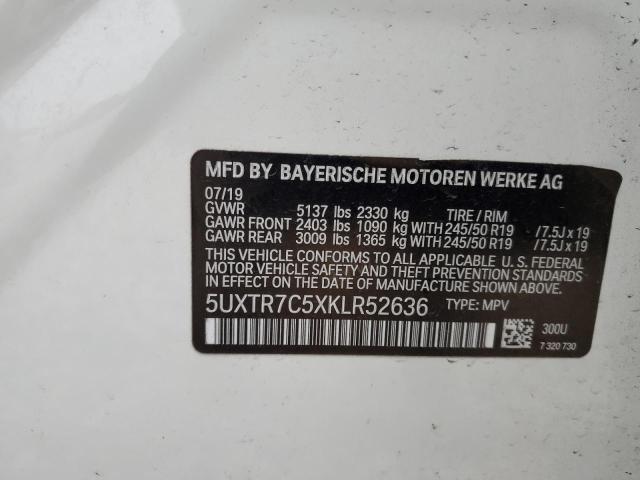 MFD BY BAYERISCHE MOTOREN WERKE AG
07/19
GVWR 5137 lbs 2330 kg TIRE / RIM
GAWR FRONT 2403 lbs 1090 kg WITH 245/50 R19 /7.5J x 19
GAWR REAR 3009 lbs 1365 kg WITH 245/50 R19 /7.5J x 19
THIS VEHICLE CONFORMS TO ALL APPLICABLE U. S. FEDERAL
MOTOR VEHICLE SAFETY AND THEFT PREVENTION STANDARDS
IN EFFECT ON THE DATE OF MANUFACTURE SHOWN ABOVE.
5UXTR7C5XKLR52636 TYPE: MPV
300U
7 320 730